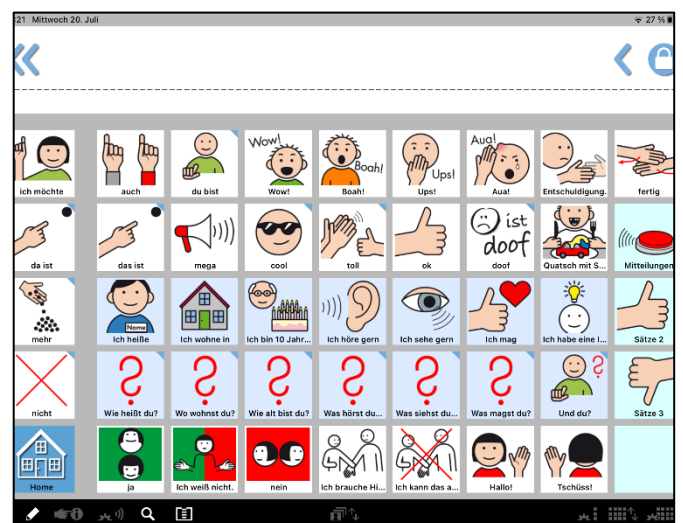 :21 Mittwoch 20. Juli
27 %
Wow!
Boah!
Ups!
Aua!
ich möchte
auch
du bist
Wow!
Boah!
Ups!
Aua!
Entschuldigung.
fertig
ist
doof
da ist
das ist
mega
cool
toll
ok
doof
Quatsch mit S...
Mitteilungen
Name
mehr
Ich heiße
Ich wohne in
Ich bin 10 Jahr...
Ich höre gern
Ich sehe gern
Ich mag
Ich habe eine I...
Sätze 2
nicht
Wie heißt du?
Wo wohnst du?
Wie alt bist du?
Was hörst du...
Was siehst du...
Was magst du?
Und du?
Sätze 3
Home
ja
Ich weiß nicht.
nein
Ich brauche Hi...
Ich kann das a...
Hallo!
Tschüss!